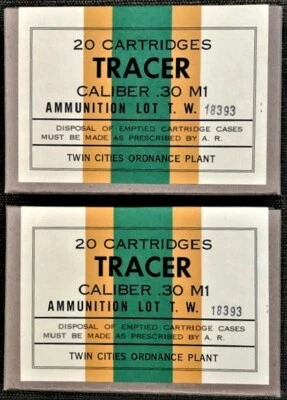 20 CARTRIDGES
TRACER
CALIBER .30 M1
AMMUNITION LOT T. W. 18393
DISPOSAL OF EMPTIED CARTRIDGE CASES
MUST BE MADE AS PRESCRIBED BY A. R.
TWIN CITIES ORDNANCE PLANT
20 CARTRIDGES
TRACER
CALIBER .30 M1
AMMUNITION LOT T. W. 18393
DISPOSAL OF EMPTIED CARTRIDGE CASES
MUST BE MADE AS PRESCRIBED BY A. R.
TWIN CITIES ORDNANCE PLANT